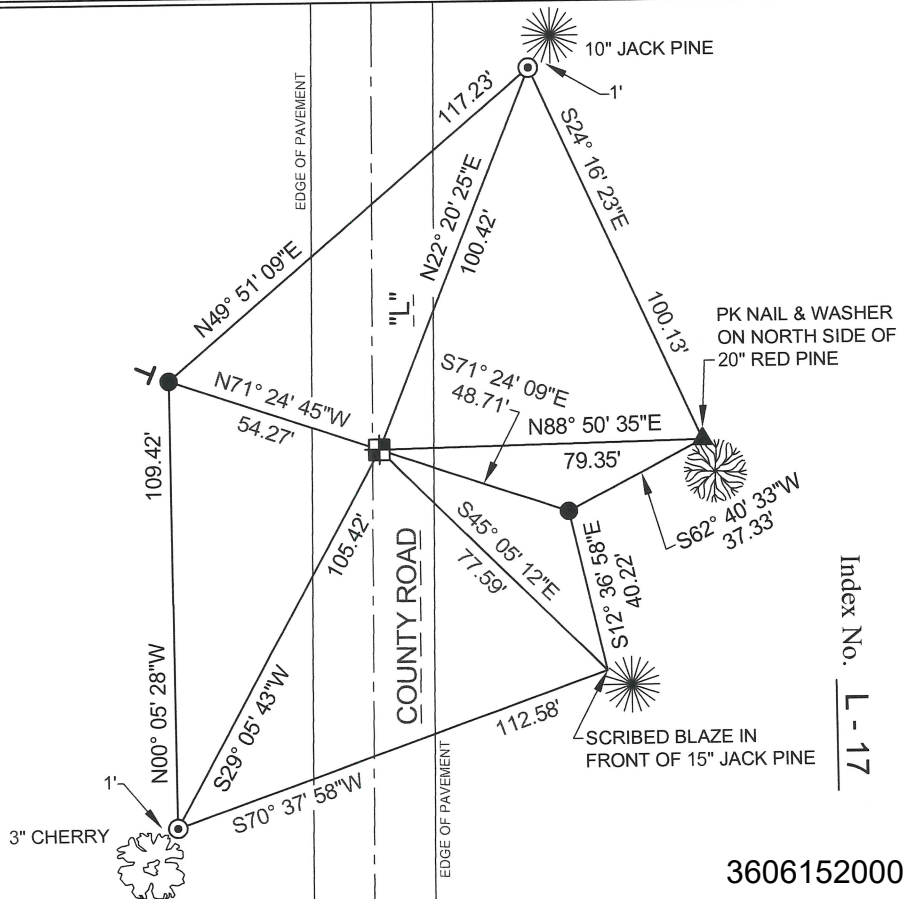 10" JACK PINE
1'
117.23'
EDGE OF PAVEMENT
S24° 16' 23"E
100.13'
N22° 20' 25"E
100.42'
N49° 51' 09"E
"L"
PK NAIL & WASHER
ON NORTH SIDE OF
20" RED PINE
S71° 24' 09"E
48.71'
N71° 24' 45"W
54.27'
N88° 50' 35"E
79.35'
109.42'
N00° 05' 28"W
105.42'
S29° 05' 43"W
S45° 05' 12"E
77.59'
S62° 40' 33"W
37.33'
S12° 36' 58"E
40.22'
COUNTY ROAD
Index No. L - 17
112.58'
S70° 37' 58"W
SCRIBED BLAZE IN
FRONT OF 15" JACK PINE
EDGE OF PAVEMENT
1'
3" CHERRY
3606152000